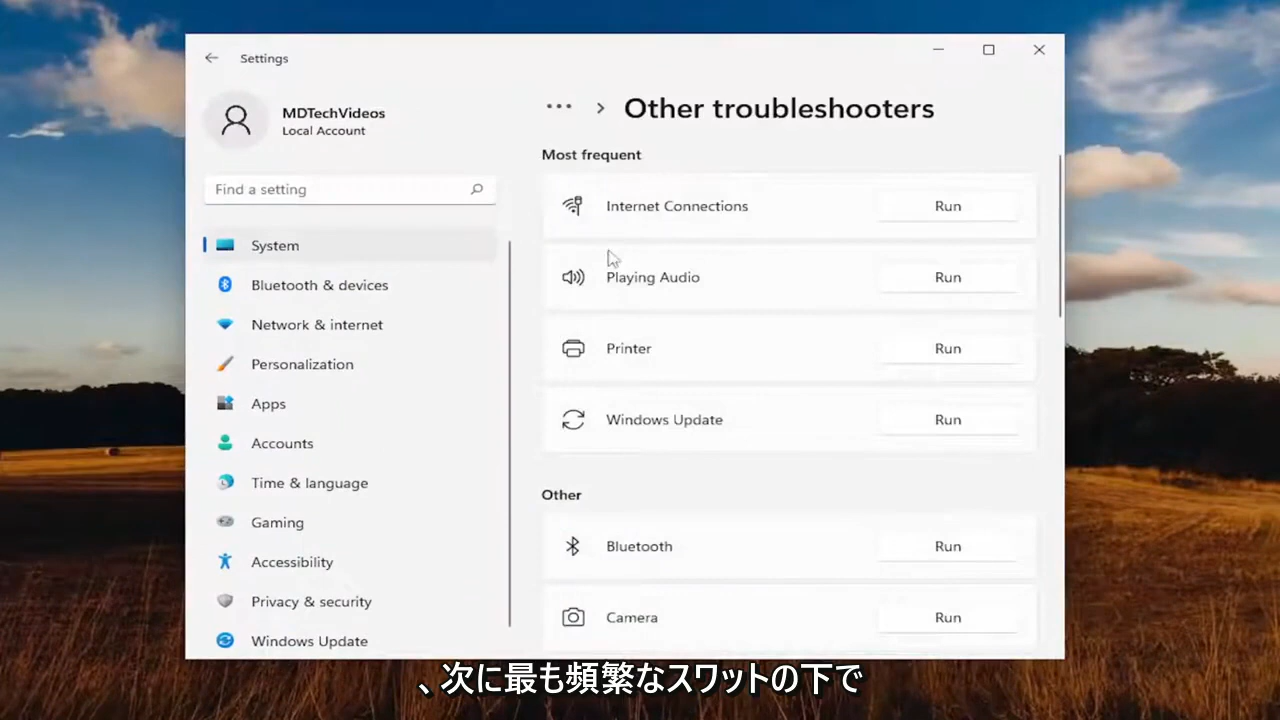 Settings
MDTechVideos
Local Account
Find a setting
System
Bluetooth & devices
Network & internet
Personalization
Apps
Accounts
Time & language
Gaming
Accessibility
Privacy & security
Windows Update
… > Other troubleshooters
Most frequent
Internet Connections Run
Playing Audio Run
Printer Run
Windows Update Run
Other
Bluetooth Run
Camera Run
、次に最も頻繁なスワットの下で